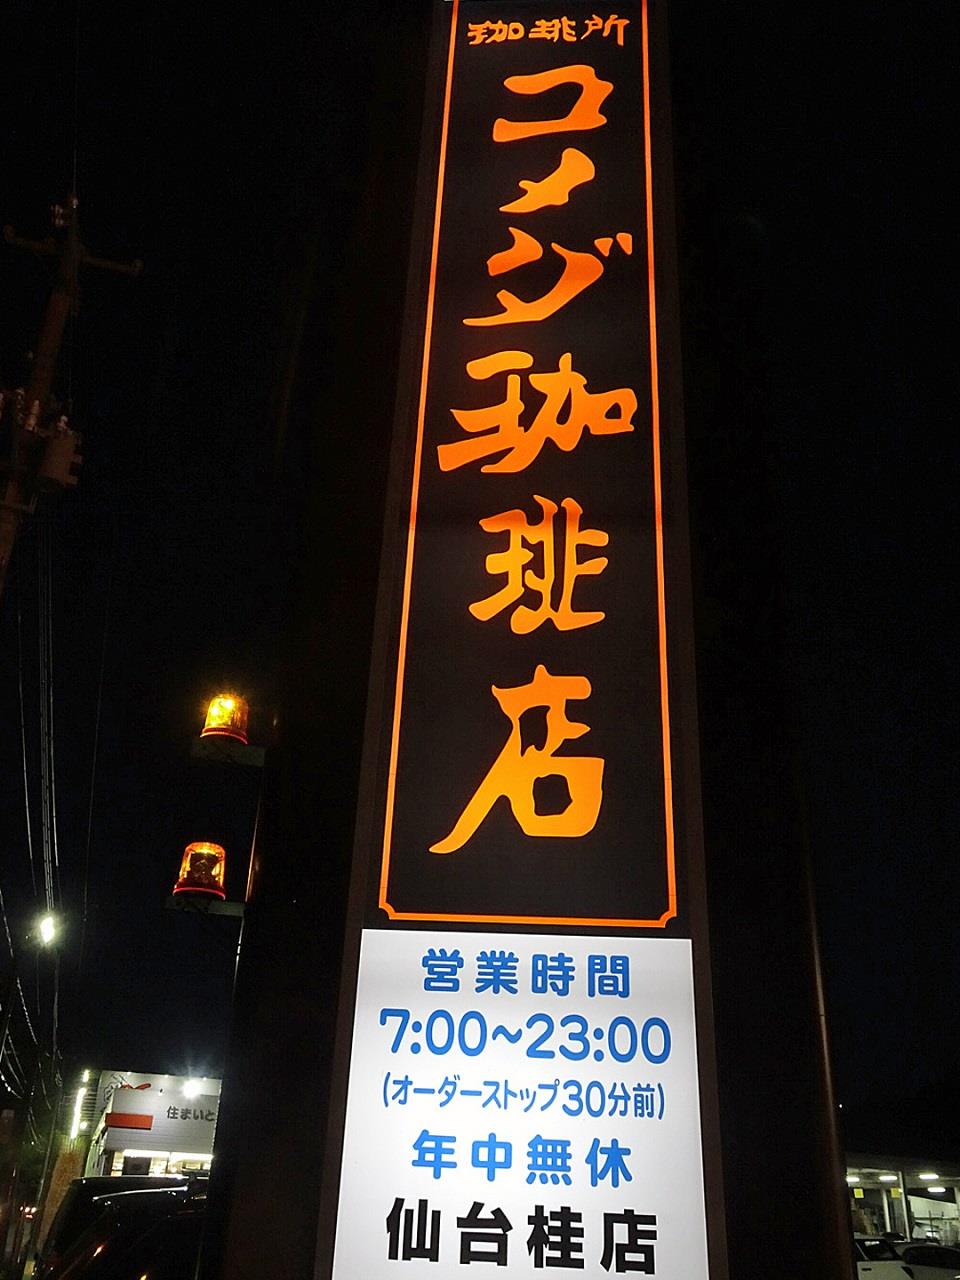 珈琲所
コメダ珈琲店
営業時間
7:00~23:00
(オーダーストップ30分前)
年中無休
仙台桂店
住まいと